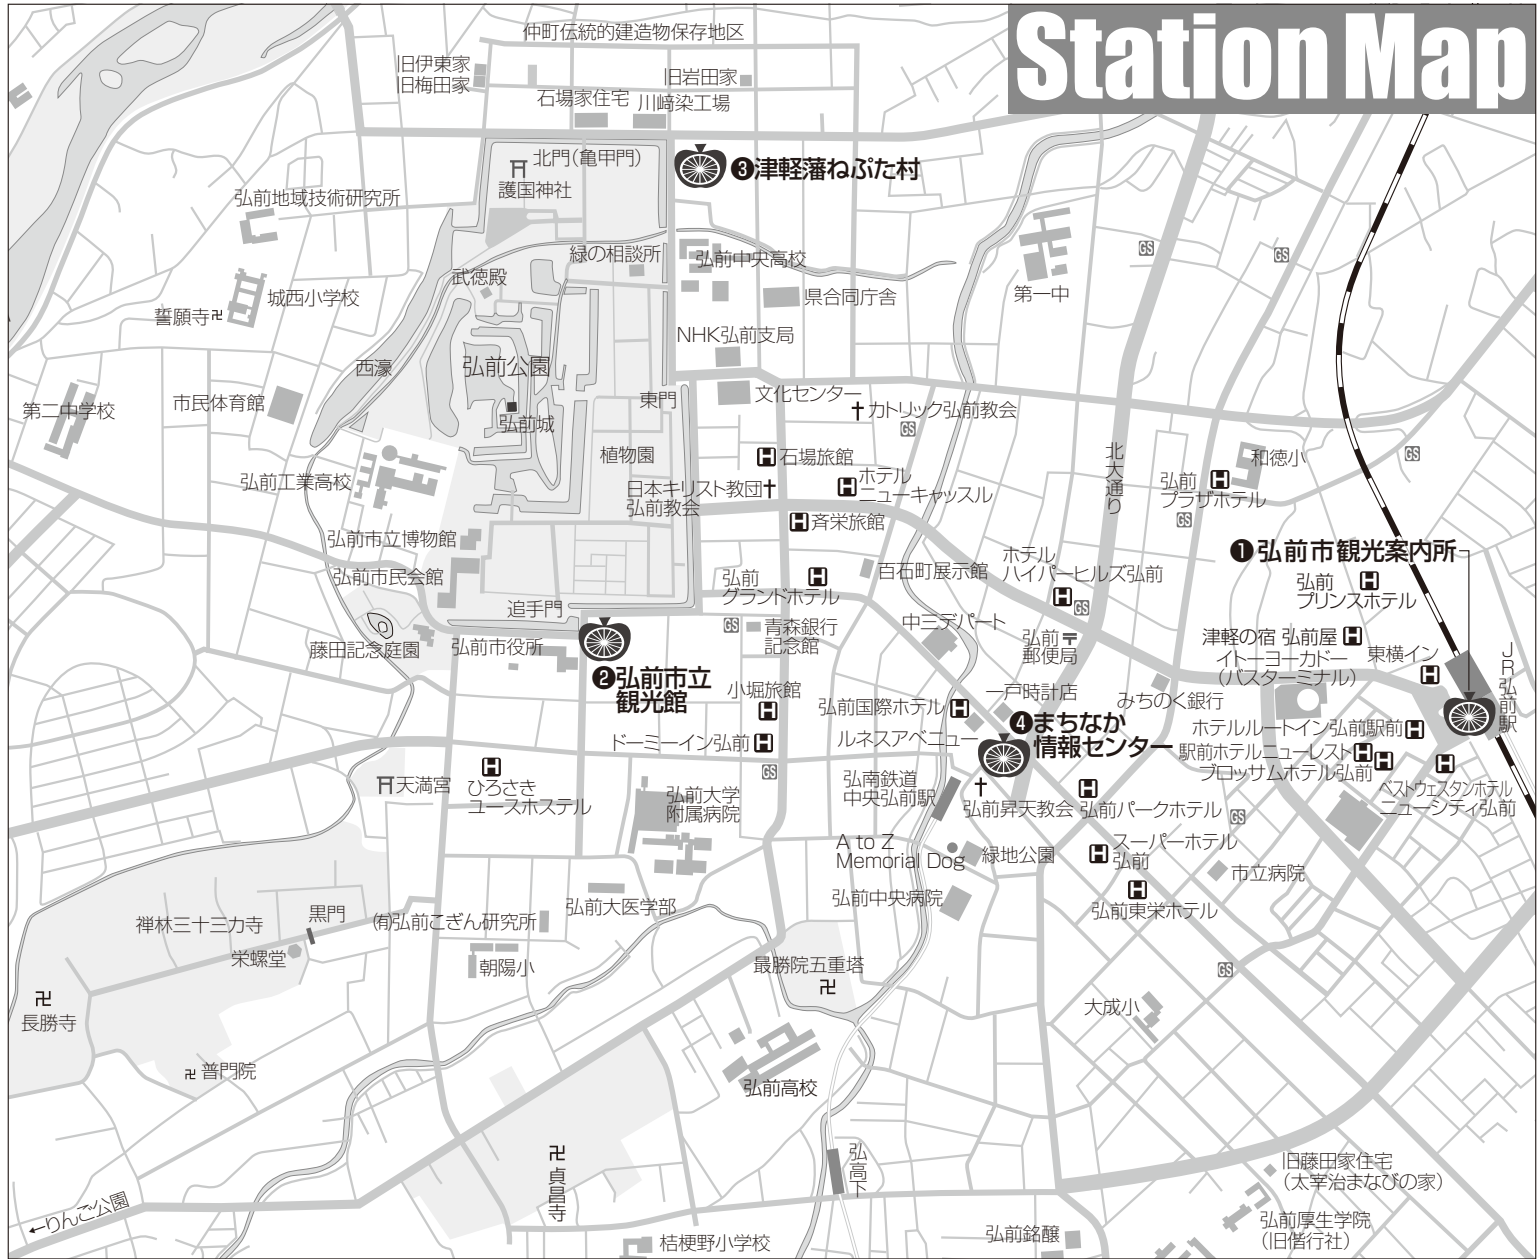 Station Map
仲町伝統的建造物保存地区
旧伊東家
旧梅田家
旧岩田家
石場家住宅
川﨑染工場
北門(亀甲門)
護国神社
❸津軽藩ねぷた村
弘前地域技術研究所
緑の相談所
弘前中央高校
武徳殿
城西小学校
誓願寺卍
県合同庁舎
第一中
GS
GS
NHK弘前支局
西濠
弘前公園
弘前城
東門
文化センター
カトリック弘前教会
GS
第二中学校
市民体育館
植物園
H 石場旅館
弘前工業高校
日本キリスト教団
弘前教会
H ホテル
ニューキャッスル
H 斉栄旅館
北大通り
弘前 H
プラザホテル
GS
和徳小
GS
弘前市立博物館
弘前市民会館
❶弘前市観光案内所
ホテル
ハイパーヒルズ弘前
H
GS
弘前 H
プリンスホテル
弘前 H
グランドホテル
百石町展示館
追手門
藤田記念庭園
弘前市役所
GS
青森銀行
記念館
中三デパート
弘前〒
郵便局
津軽の宿 弘前屋 H
イトーヨーカドー
(バスターミナル)
東横イン
H
JR弘前駅
❷弘前市立
観光館
小堀旅館
H
弘前国際ホテル H
一戸時計店
みちのく銀行
❹まちなか
情報センター
ホテルルートイン弘前駅前 H
駅前ホテルニューレスト H
ブロッサムホテル弘前 H
H
ベストウェスタンホテル
ニューシティ弘前
ドーミーイン弘前 H
ルネスアベニュー
GS
天満宮
H
ひろさき
ユースホステル
弘前大学
附属病院
弘南鉄道
中央弘前駅
弘前昇天教会
H
弘前パークホテル
GS
A to Z
Memorial Dog
緑地公園
H スーパーホテル
弘前
市立病院
弘前中央病院
H
弘前東栄ホテル
禅林三十三カ寺
黒門
㈲弘前こぎん研究所
弘前大医学部
栄螺堂
朝陽小
最勝院五重塔
卍
GS
卍
長勝寺
大成小
卍 普門院
弘前高校
卍
貞昌寺
弘高下
旧藤田家住宅
(太宰治まなびの家)
←りんご公園
弘前銘醸
弘前厚生学院
(旧偕行社)
桔梗野小学校